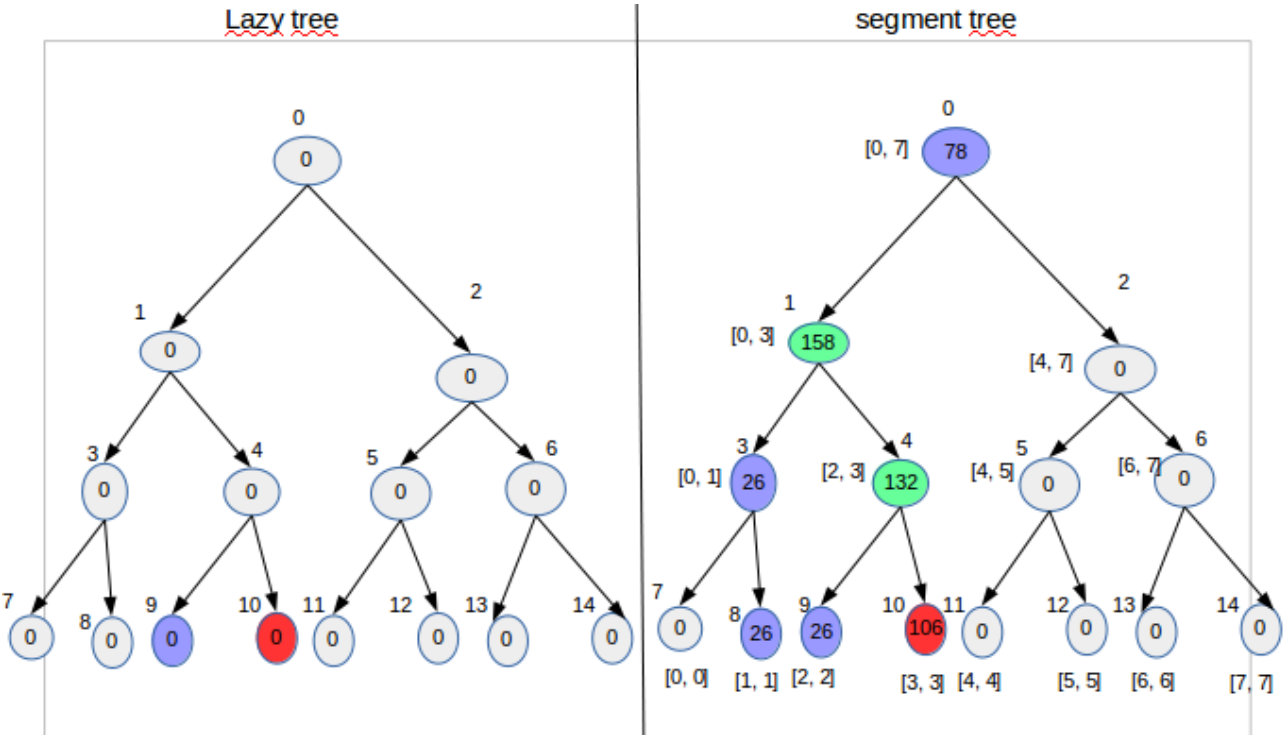 Lazy tree segment tree
0 0
0 [0, 7] 78
1 2 1 2
0 0 [0, 3] 158 [4, 7] 0
3 4 5 6 3 4 5 6
0 0 0 0 [0, 1] 26 [2, 3] 132 [4, 5] 0 [6, 7] 0
7 8 9 10 11 12 13 14 7 8 9 10 11 12 13 14
0 0 0 0 0 0 0 0 0 26 26 106 0 0 0 0
[0, 0] [1, 1] [2, 2] [3, 3] [4, 4] [5, 5] [6, 6] [7, 7]